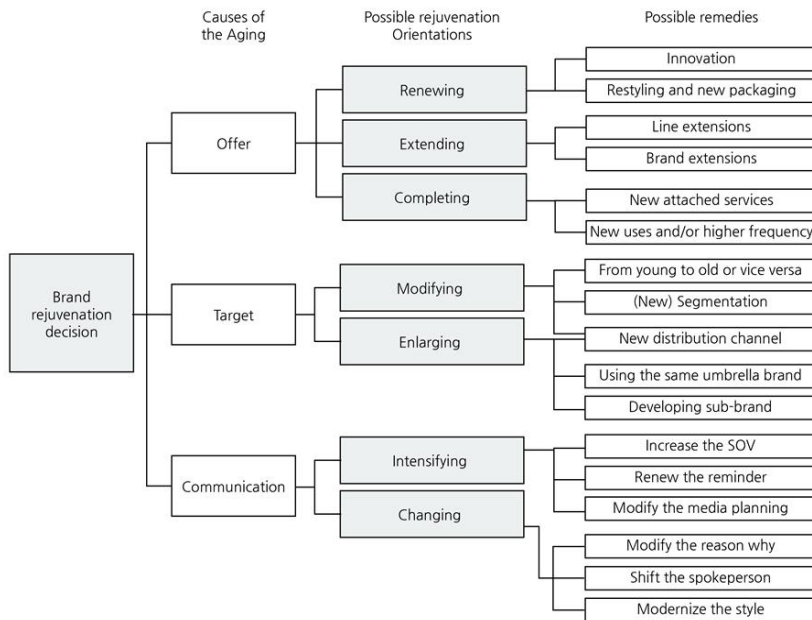 Causes of
the Aging
Possible rejuvenation
Orientations
Possible remedies
Brand
rejuvenation
decision
Offer
Renewing
Innovation
Restyling and new packaging
Extending
Line extensions
Brand extensions
Completing
New attached services
New uses and/or higher frequency
Target
Modifying
From young to old or vice versa
(New) Segmentation
Enlarging
New distribution channel
Using the same umbrella brand
Developing sub-brand
Communication
Intensifying
Increase the SOV
Renew the reminder
Modify the media planning
Changing
Modify the reason why
Shift the spokeperson
Modernize the style